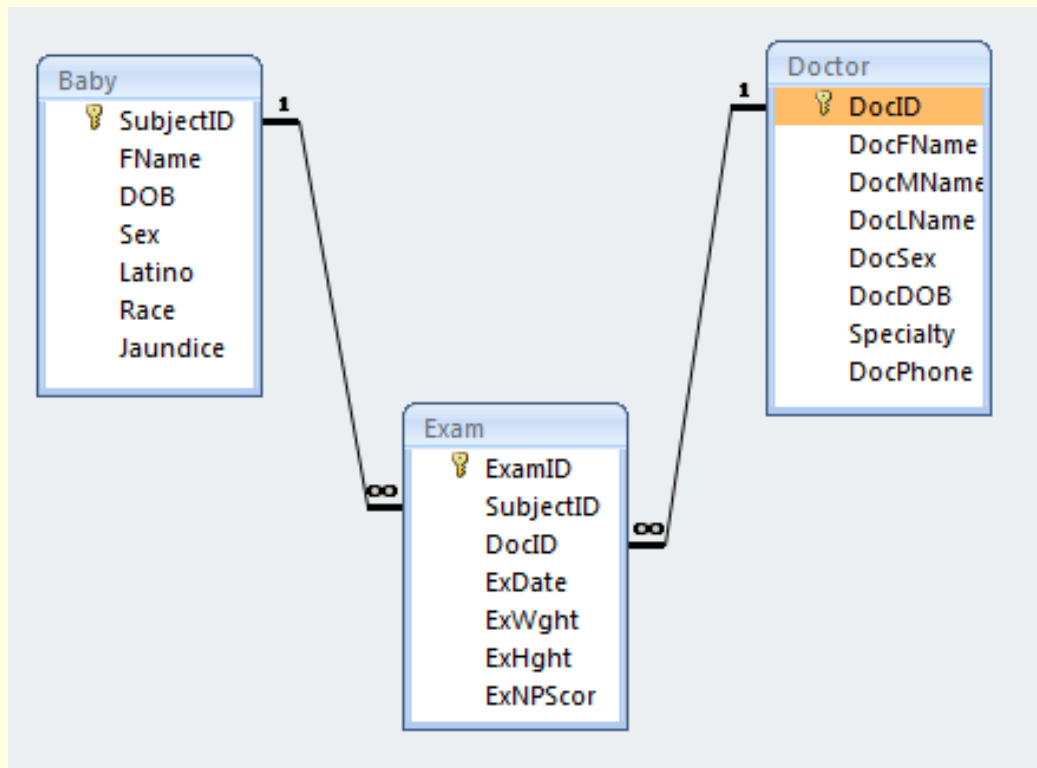 Baby
SubjectID
FName
DOB
Sex
Latino
Race
Jaundice
1
∞
Doctor
DocID
DocFName
DocMName
DocLName
DocSex
DocDOB
Specialty
DocPhone
1
∞
Exam
ExamID
SubjectID
DocID
ExDate
ExWght
ExHght
ExNPScor